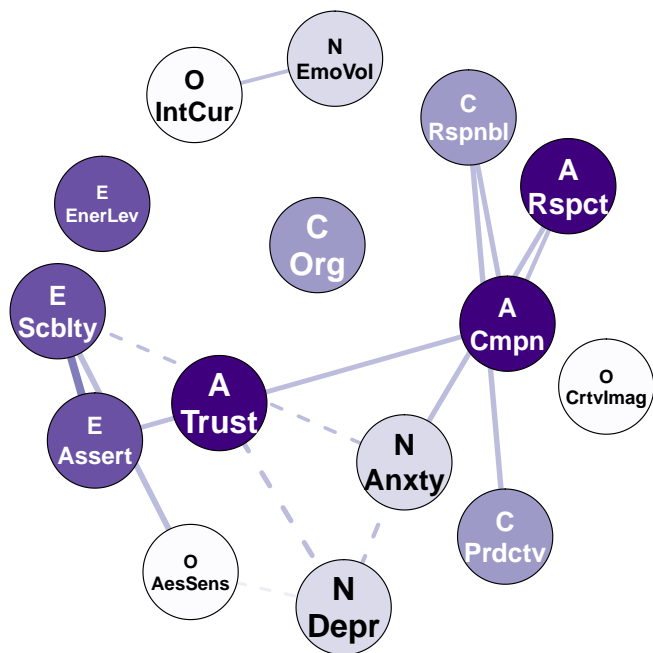 N
EmoVol
O
IntCur
C
Rspnbl
A
Rspct
E
EnerLev
C
Org
E
Scblty
A
Cmpn
O
CrtvImag
A
Trust
E
Assert
N
Anxty
C
Prdctv
O
AesSens
N
Depr